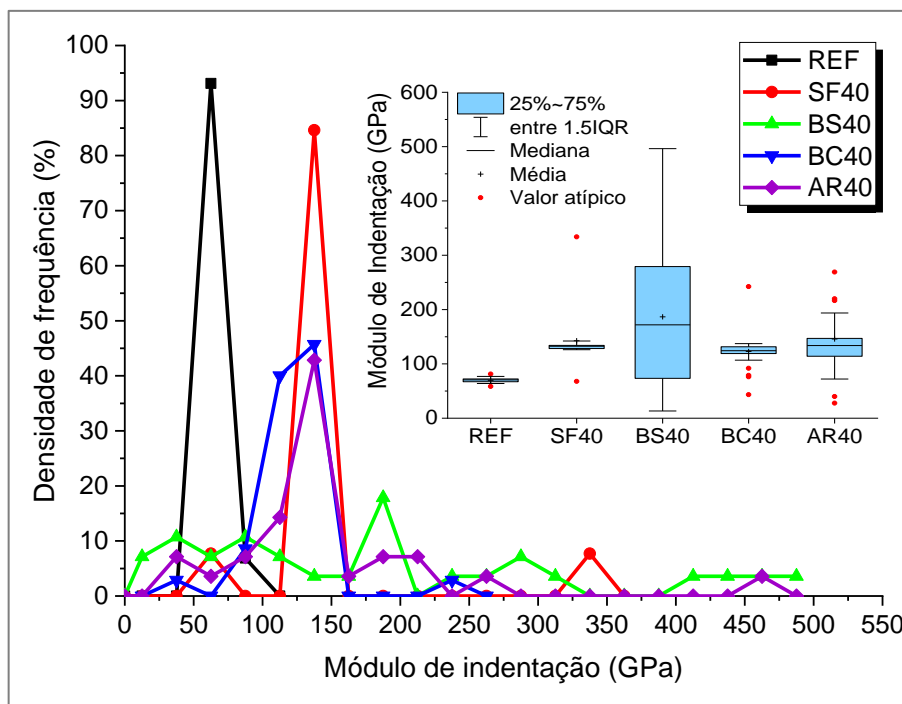 100
90
80
70
60
50
40
30
20
10
0
Densidade de frequência (%)
0 50 100 150 200 250 300 350 400 450 500 550
Módulo de indentação (GPa)
REF
SF40
BS40
BC40
AR40
600
500
400
300
200
100
0
Módulo de Indentação (GPa)
25%~75%
entre 1.5IQR
Mediana
Média
Valor atípico
REF SF40 BS40 BC40 AR40